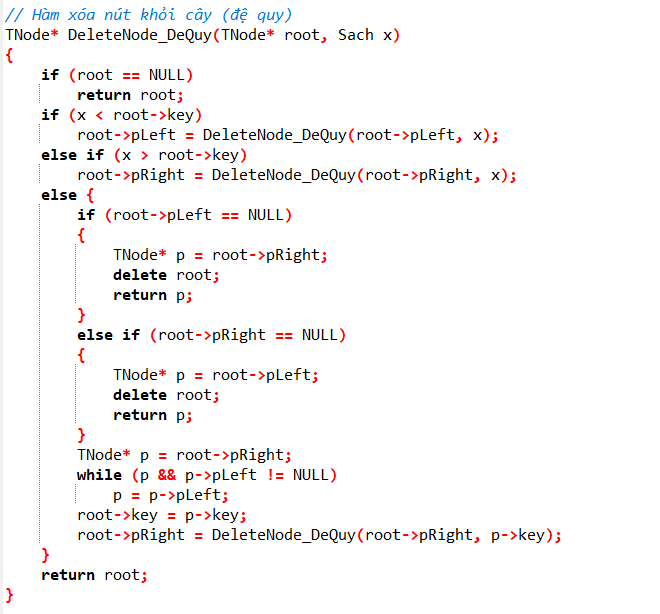 // Hàm xóa nút khỏi cây (đệ quy)
TNode* DeleteNode_DeQuy(TNode* root, Sach x)
{
    if (root == NULL)
        return root;
    if (x < root->key)
        root->pLeft = DeleteNode_DeQuy(root->pLeft, x);
    else if (x > root->key)
        root->pRight = DeleteNode_DeQuy(root->pRight, x);
    else {
        if (root->pLeft == NULL)
        {
            TNode* p = root->pRight;
            delete root;
            return p;
        }
        else if (root->pRight == NULL)
        {
            TNode* p = root->pLeft;
            delete root;
            return p;
        }
        TNode* p = root->pRight;
        while (p && p->pLeft != NULL)
            p = p->pLeft;
        root->key = p->key;
        root->pRight = DeleteNode_DeQuy(root->pRight, p->key);
    }
    return root;
}